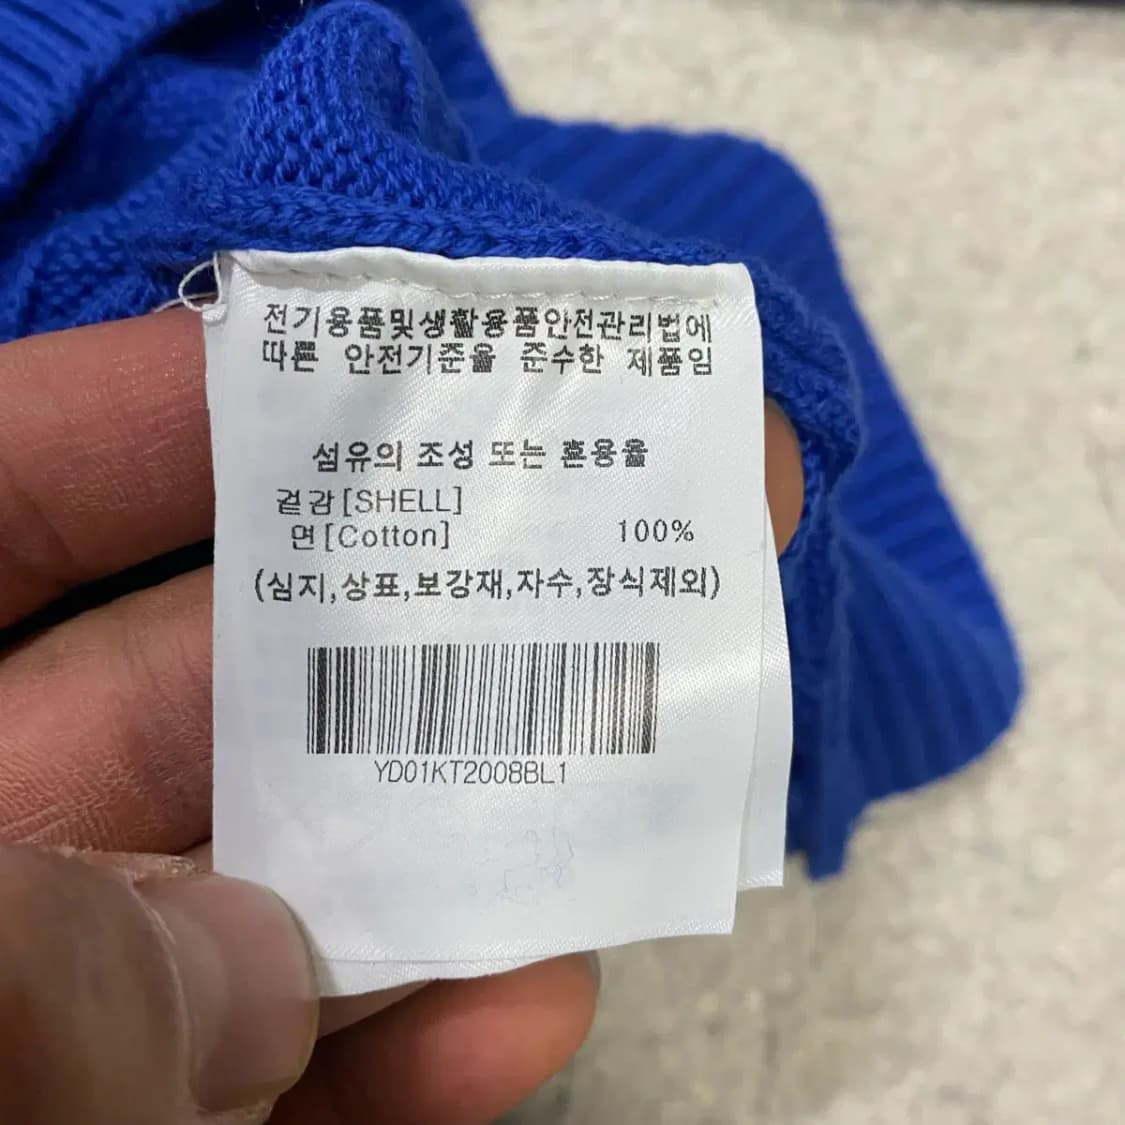 전기용품및생활용품안전관리법에
따른 안전기준을 준수한 제품임
섬유의 조성 또는 혼용율
겉감[SHELL]
면[Cotton] 100%
(심지,상표,보강재,자수,장식제외)
YD01KT2008BL1